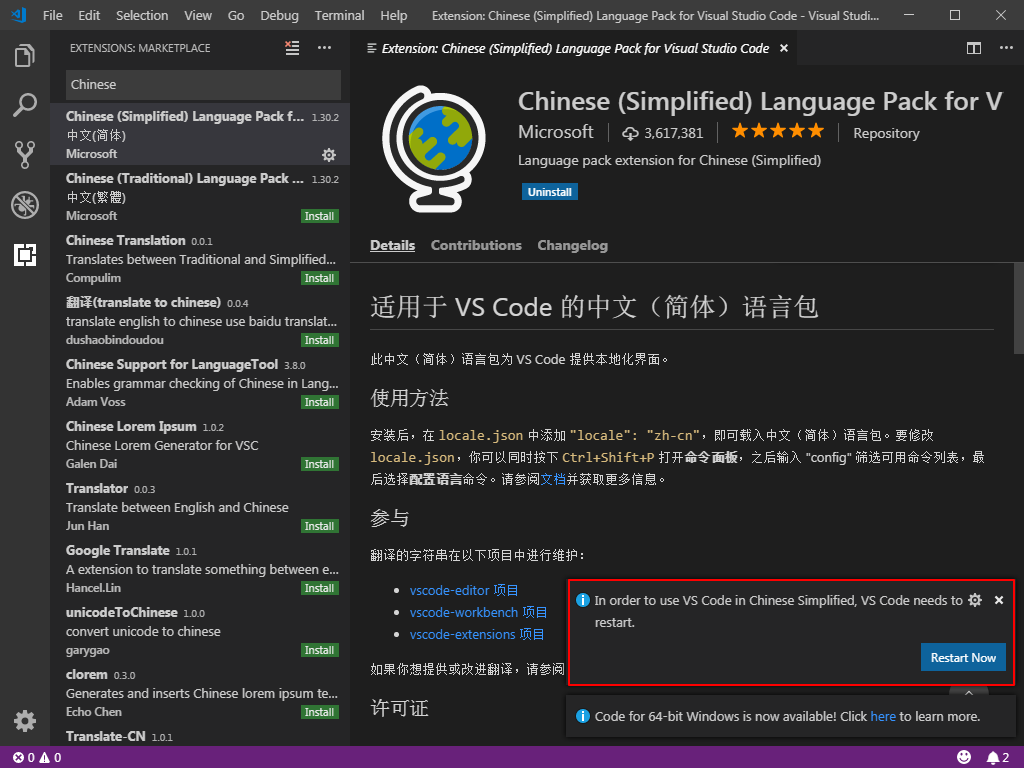 File Edit Selection View Go Debug Terminal Help Extension: Chinese (Simplified) Language Pack for Visual Studio Code - Visual Studi...
EXTENSIONS: MARKETPLACE
Chinese
Chinese (Simplified) Language Pack f... 1.30.2
中文(简体)
Microsoft
Chinese (Traditional) Language Pack ... 1.30.2
中文(繁體)
Microsoft Install
Chinese Translation 0.0.1
Translates between Traditional and Simplified...
Compulim Install
翻译(translate to chinese) 0.0.4
translate english to chinese use baidu translat...
dushaobindoudou Install
Chinese Support for LanguageTool 3.8.0
Enables grammar checking of Chinese in Lang...
Adam Voss Install
Chinese Lorem Ipsum 1.0.2
Chinese Lorem Generator for VSC
Galen Dai Install
Translator 0.0.3
Translate between English and Chinese
Jun Han Install
Google Translate 1.0.1
A extension to translate something between e...
Hancel.Lin Install
unicodeToChinese 1.0.0
convert unicode to chinese
garygao Install
clorem 0.3.0
Generates and inserts Chinese lorem ipsum te...
Echo Chen Install
Translate-CN 1.0.1
Extension: Chinese (Simplified) Language Pack for Visual Studio Code
Chinese (Simplified) Language Pack for V
Microsoft 3,617,381 Repository
Language pack extension for Chinese (Simplified)
Uninstall
Details Contributions Changelog
适用于 VS Code 的中文（简体）语言包
此中文（简体）语言包为 VS Code 提供本地化界面。
使用方法
安装后，在 locale.json 中添加 "locale": "zh-cn"，即可载入中文（简体）语言包。要修改
locale.json，你可以同时按下 Ctrl+Shift+P 打开命令面板，之后输入 "config" 筛选可用命令列表，最
后选择配置语言命令。请参阅文档并获取更多信息。
参与
翻译的字符串在以下项目中进行维护：
• vscode-editor 项目
• vscode-workbench 项目
• vscode-extensions 项目
如果你想提供或改进翻译，请参阅
许可证
In order to use VS Code in Chinese Simplified, VS Code needs to
restart.
Restart Now
Code for 64-bit Windows is now available! Click here to learn more.
0 0 2